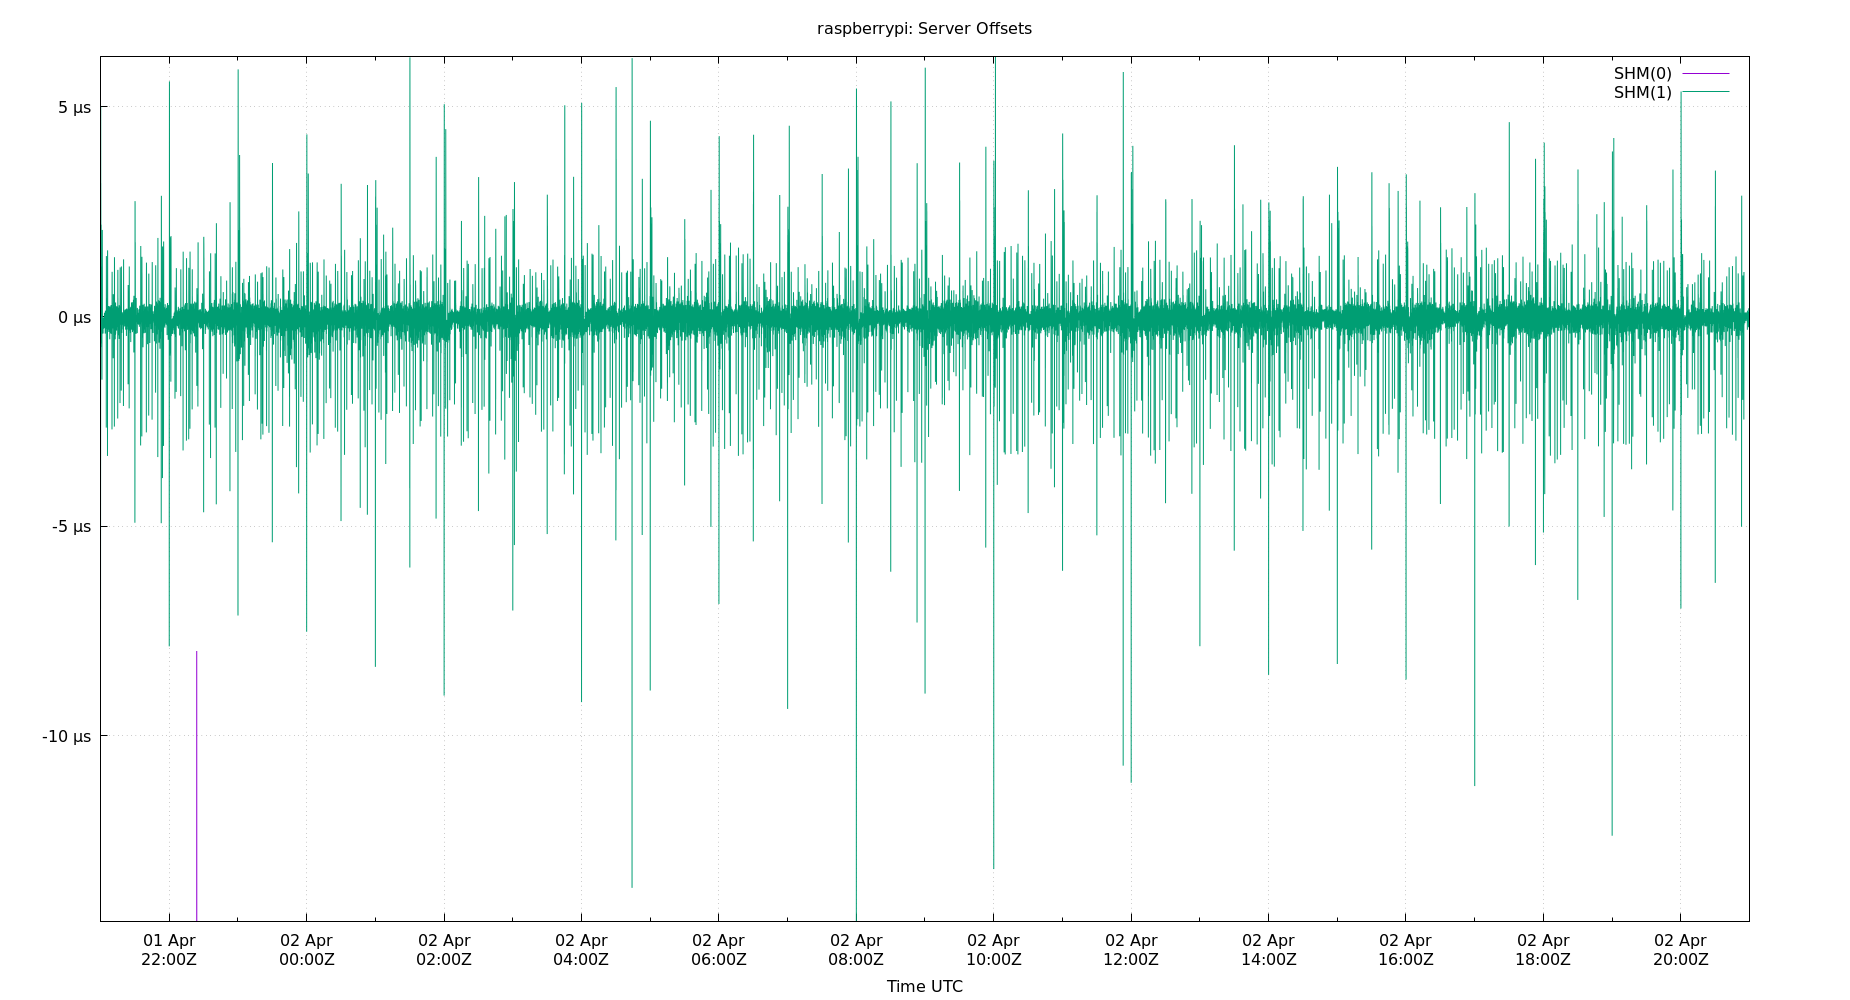 raspberrypi: Server Offsets
SHM(0)
SHM(1)
5 µs
0 µs
-5 µs
-10 µs
01 Apr
22:00Z
02 Apr
00:00Z
02 Apr
02:00Z
02 Apr
04:00Z
02 Apr
06:00Z
02 Apr
08:00Z
02 Apr
10:00Z
02 Apr
12:00Z
02 Apr
14:00Z
02 Apr
16:00Z
02 Apr
18:00Z
02 Apr
20:00Z
Time UTC